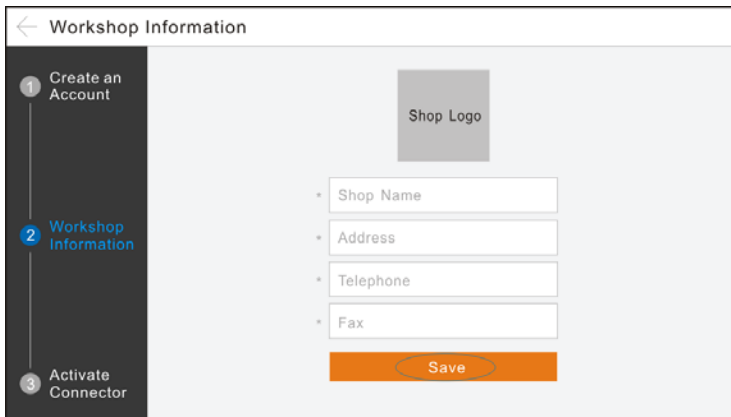 Workshop Information
1
Create an
Account
2
Workshop
Information
3
Activate
Connector
Shop Logo
* Shop Name
* Address
* Telephone
* Fax
Save